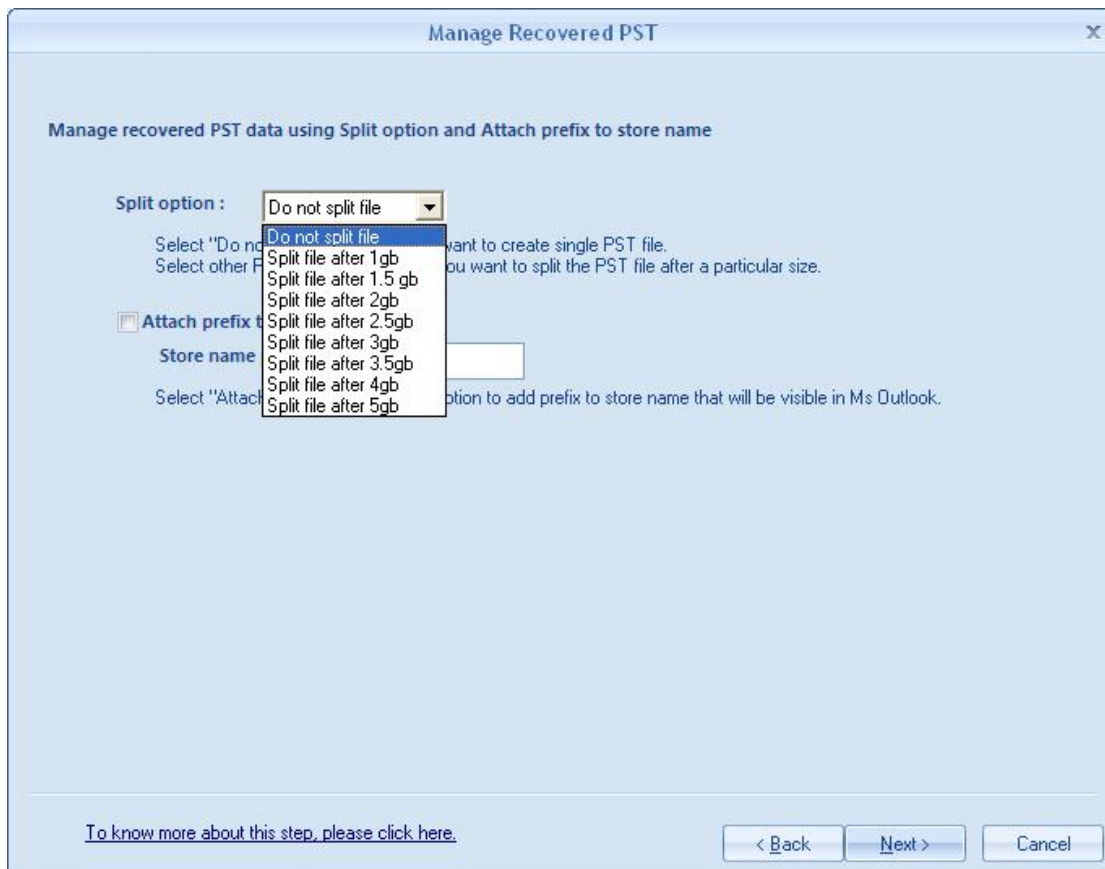 Manage Recovered PST
x
Manage recovered PST data using Split option and Attach prefix to store name
Split option :
Do not split file
Do not split file
Split file after 1gb
Split file after 1.5 gb
Split file after 2gb
Split file after 2.5gb
Split file after 3gb
Split file after 3.5gb
Split file after 4gb
Split file after 5gb
Select "Do want to create single PST file.
Select other you want to split the PST file after a particular size.
Attach prefix
Store name
Select to add prefix to store name that will be visible in Ms Outlook.
To know more about this step, please click here.
< Back
Next >
Cancel